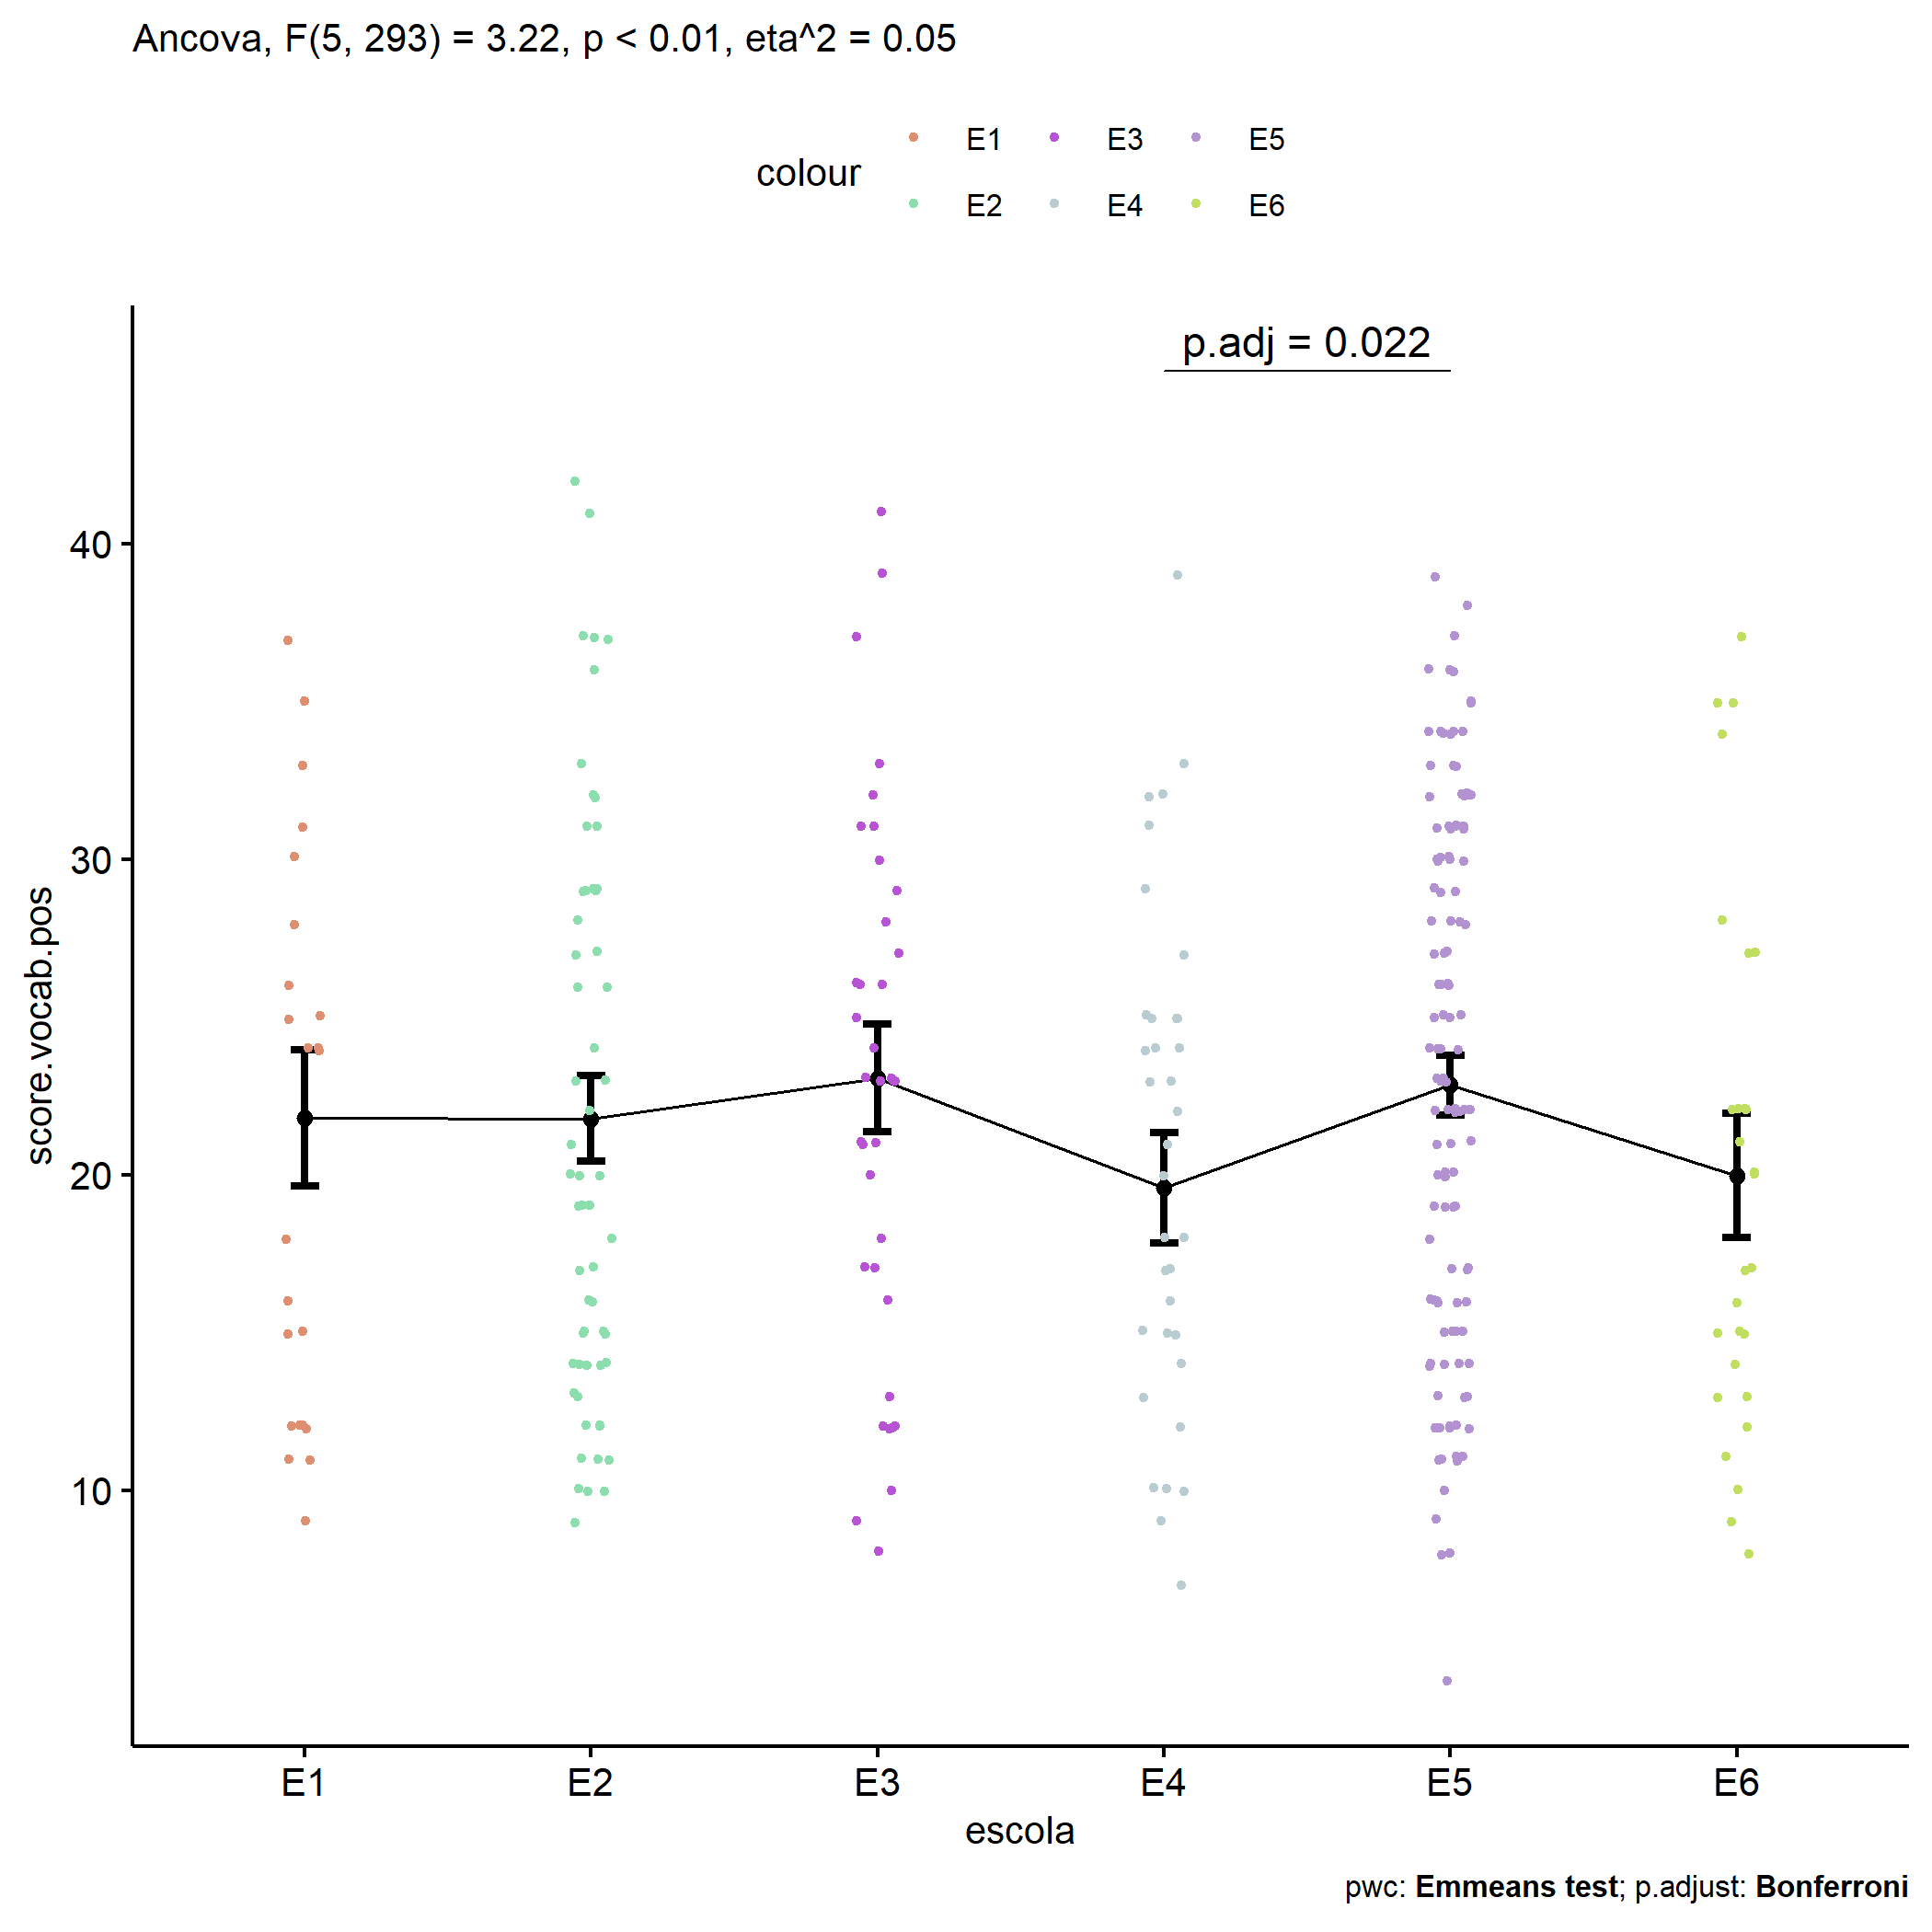 Ancova, F(5, 293) = 3.22, p < 0.01, eta^2 = 0.05
colour
E1 E3 E5
E2 E4 E6
p.adj = 0.022
score.vocab.pos
40
30
20
10
E1 E2 E3 E4 E5 E6
escola
pwc: Emmeans test; p.adjust: Bonferroni